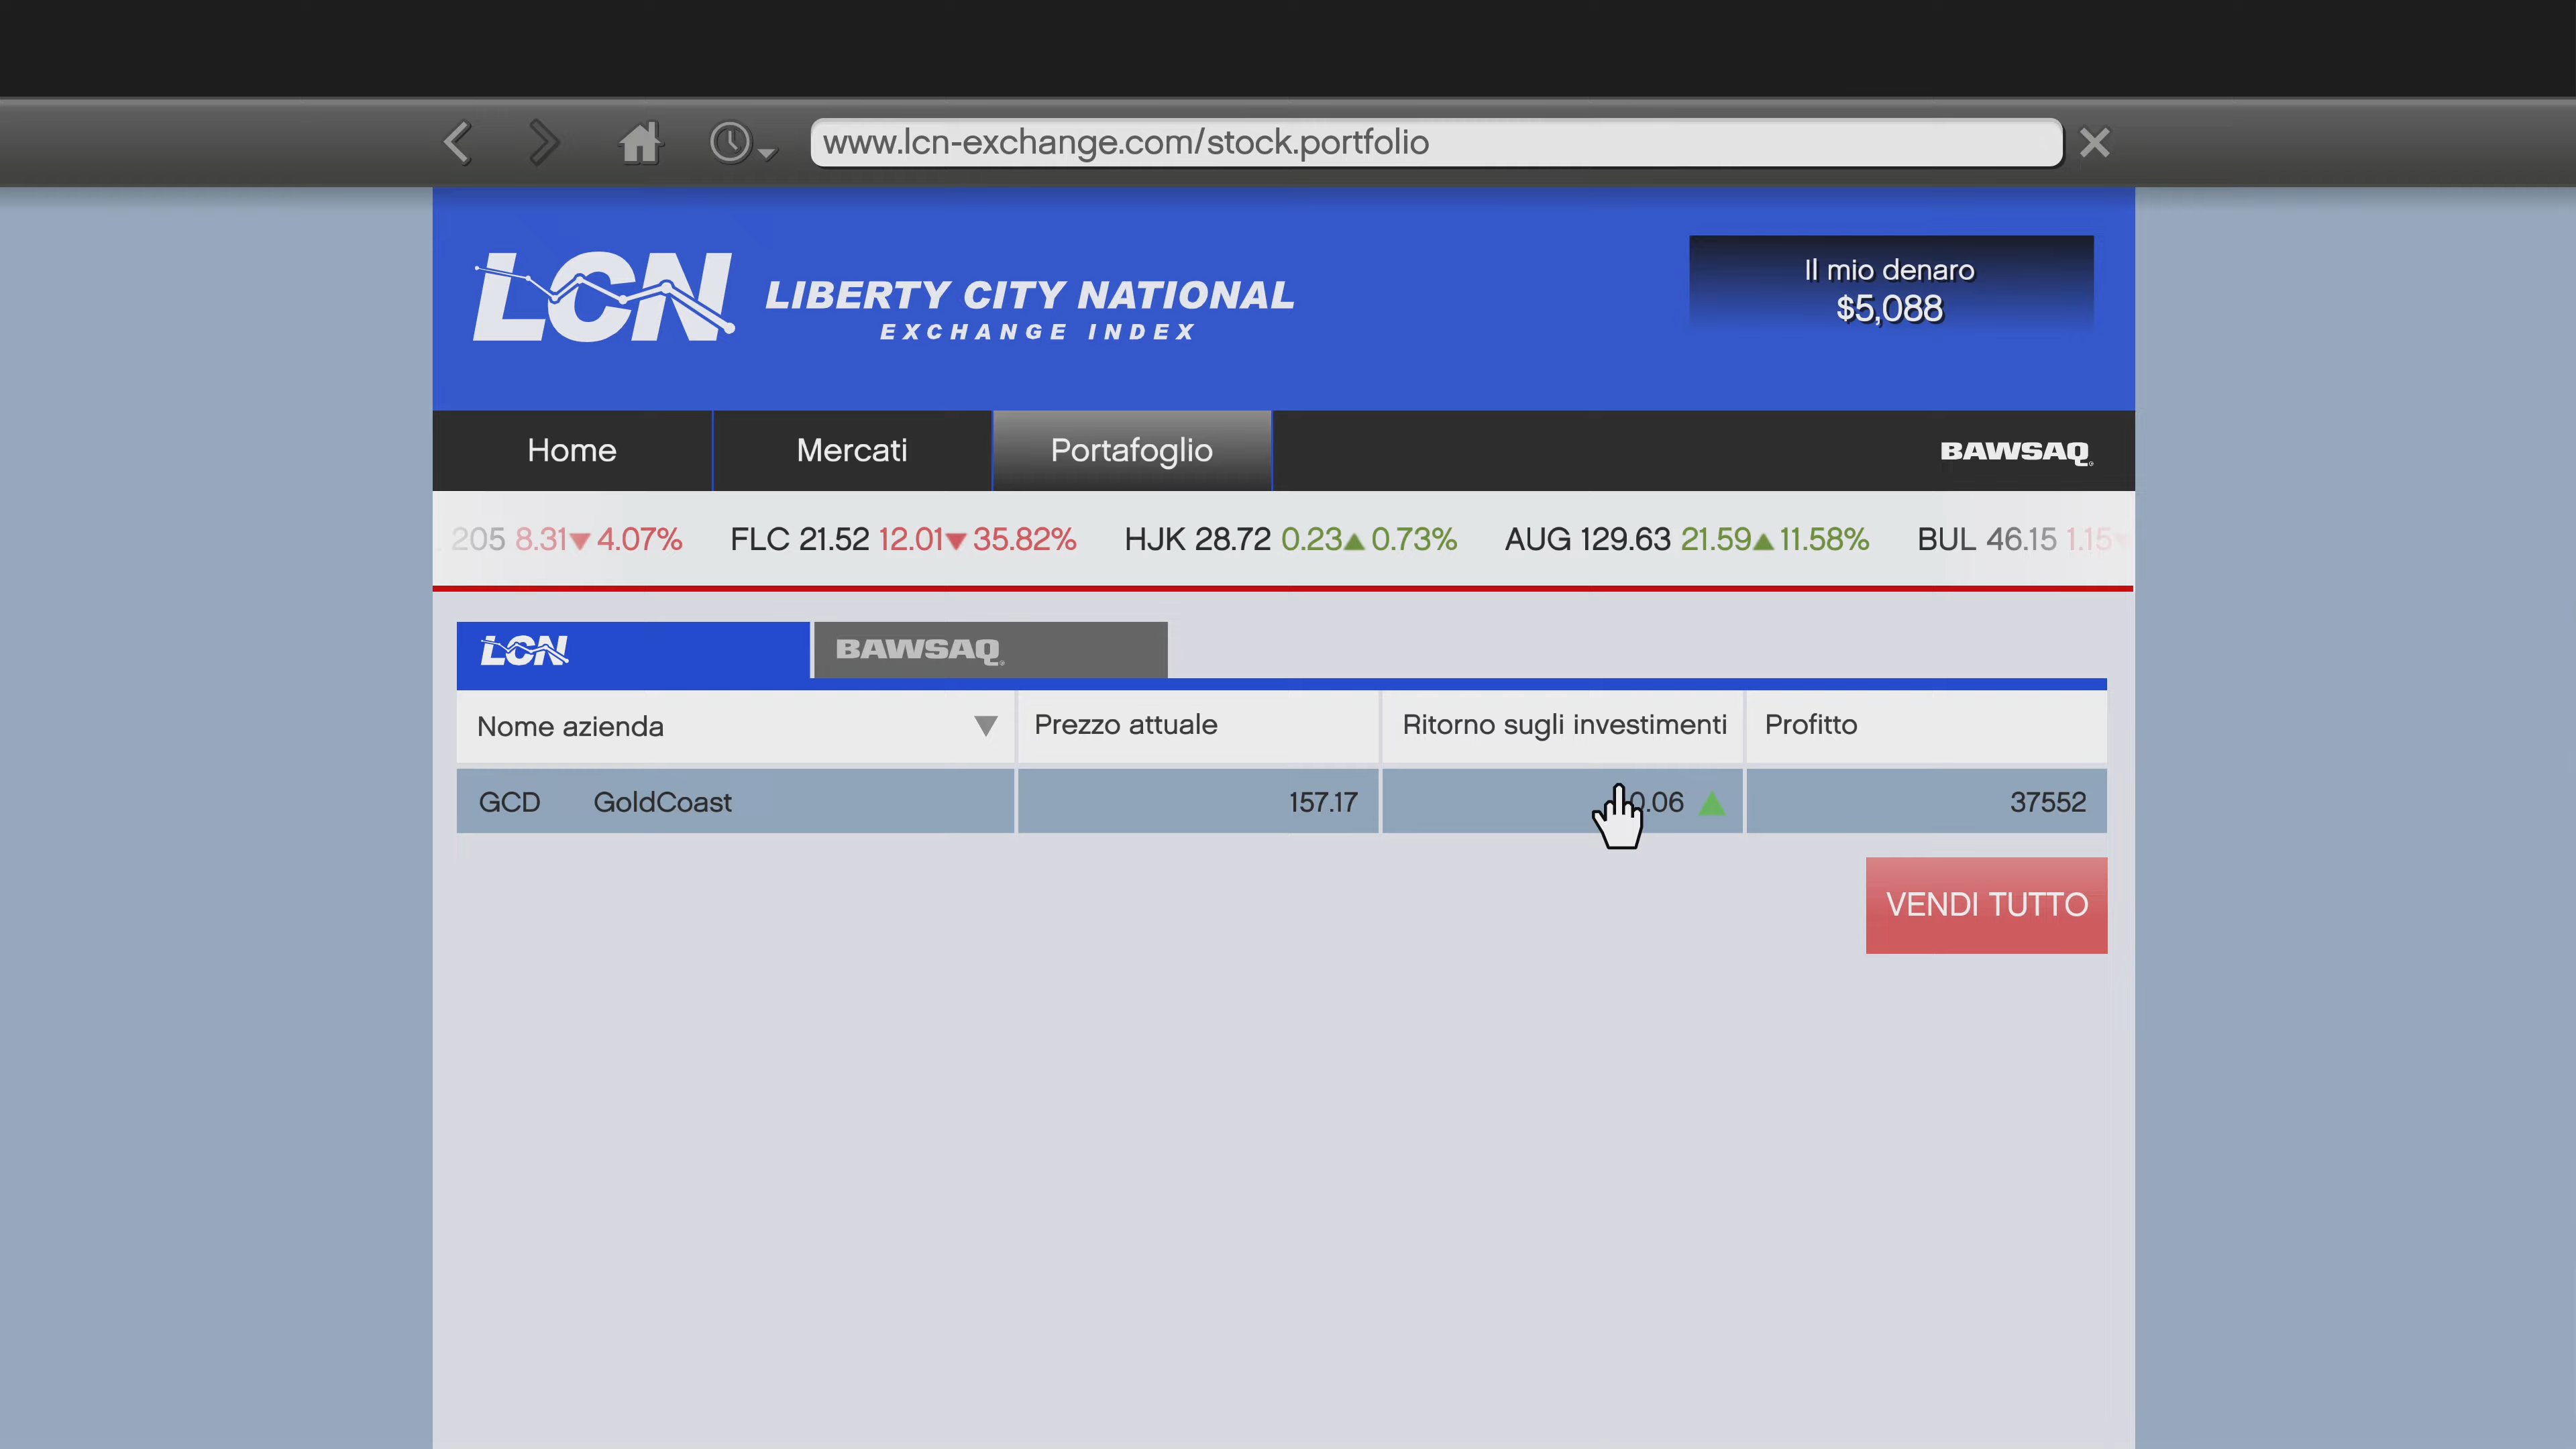 www.lcn-exchange.com/stock.portfolio
LCN LIBERTY CITY NATIONAL
EXCHANGE INDEX
Il mio denaro
$5,088
Home Mercati Portafoglio BAWSAQ
205 8.31▼4.07% FLC 21.52 12.01▼35.82% HJK 28.72 0.23▲0.73% AUG 129.63 21.59▲11.58% BUL 46.15 1.15▼
LCN BAWSAQ
Nome azienda ▼ Prezzo attuale Ritorno sugli investimenti Profitto
GCD GoldCoast 157.17 ▲ 37552
VENDI TUTTO